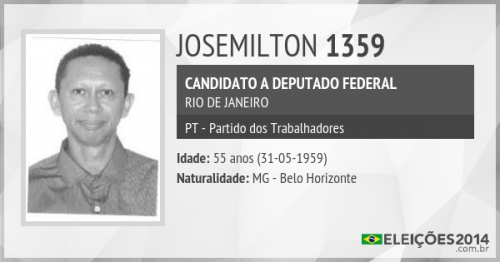 JOSEMILTON 1359
CANDIDATO A DEPUTADO FEDERAL
RIO DE JANEIRO
PT - Partido dos Trabalhadores
Idade: 55 anos (31-05-1959)
Naturalidade: MG - Belo Horizonte
ELEIÇÕES2014
.com.br